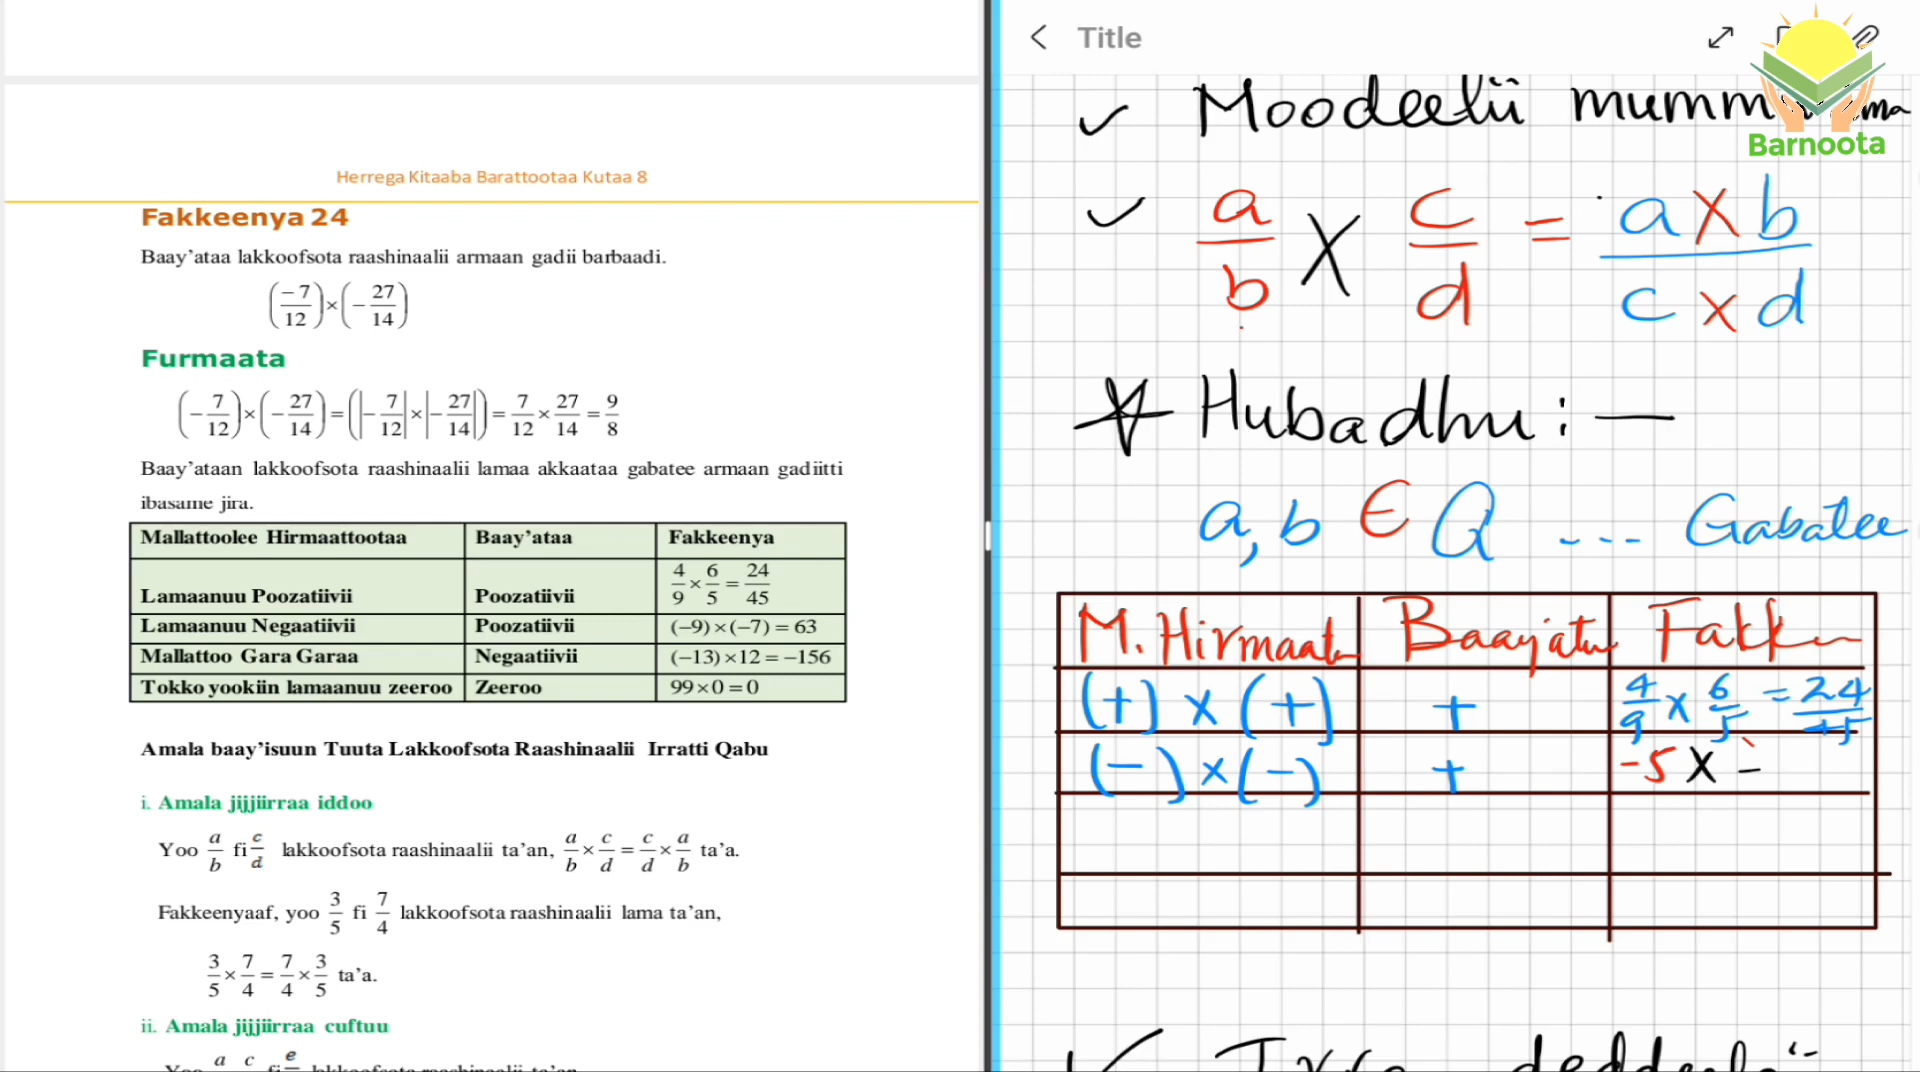 Herrega Kitaaba Barattootaa Kutaa 8
Fakkeenya 24
Baay’ataa lakkoofsota raashinaalii armaan gadii barbaadi.
(−7/12)×(−27/14)
Furmaata
(−7/12)×(−27/14)=(|−7/12|×|−27/14|)=7/12×27/14=9/8
Baay’ataan lakkoofsota raashinaalii lamaa akkaataa gabatee armaan gadiitti
ibasame jira.
Mallattoolee Hirmaattootaa Baay’ataa Fakkeenya
Lamaanuu Poozatiivii Poozatiivii 4/9×6/5=24/45
Lamaanuu Negaatiivii Poozatiivii (−9)×(−7)=63
Mallattoo Gara Garaa Negaatiivii (−13)×12=−156
Tokko yookiin lamaanuu zeeroo Zeeroo 99×0=0
Amala baay’isuun Tuuta Lakkoofsota Raashinaalii Irratti Qabu
i. Amala jijjiirraa iddoo
Yoo a/b fi c/d lakkoofsota raashinaalii ta’an, a/b×c/d=c/d×a/b ta’a.
Fakkeenyaaf, yoo 3/5 fi 7/4 lakkoofsota raashinaalii lama ta’an,
3/5×7/4=7/4×3/5 ta’a.
ii. Amala jijjiirraa cuftuu
Title
Barnoota
✓ Moodeelii
✓ a/b X c/d = axb/cxd
Hubadhu: —
a, b ∈ Q --- Gabatee
M. Hirmaat Baay'ata Fakk
(+) x (+) + 4/9 x 6/5 = 24/45
(-) x (-) + -5 X -